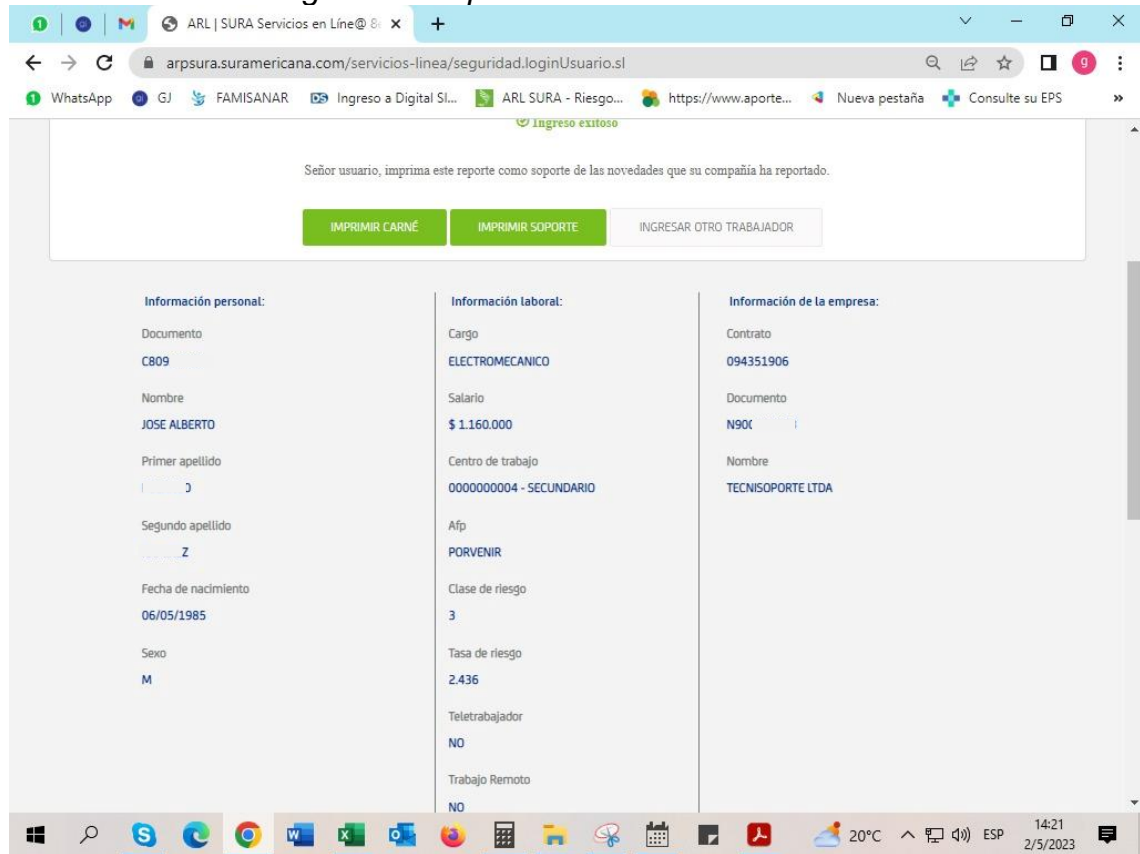 ARL | SURA Servicios en Líne@
arpsura.suramericana.com/servicios-linea/seguridad.loginUsuario.sl
g
WhatsApp GJ FAMISANAR Ingreso a Digital SI... ARL SURA - Riesgo... https://www.aporte... Nueva pestaña Consulte su EPS »
Ingreso exitoso
Señor usuario, imprima este reporte como soporte de las novedades que su compañía ha reportado.
IMPRIMIR CARNÉ IMPRIMIR SOPORTE INGRESAR OTRO TRABAJADOR
Información personal:
Documento
C809
Nombre
JOSE ALBERTO
Primer apellido
Segundo apellido
Z
Fecha de nacimiento
06/05/1985
Sexo
M
Información laboral:
Cargo
ELECTROMECANICO
Salario
$ 1.160.000
Centro de trabajo
0000000004 - SECUNDARIO
Afp
PORVENIR
Clase de riesgo
3
Tasa de riesgo
2.436
Teletrabajador
NO
Trabajo Remoto
NO
Información de la empresa:
Contrato
094351906
Documento
N900
Nombre
TECNISOPORTE LTDA
20°C ESP 14:21
2/5/2023